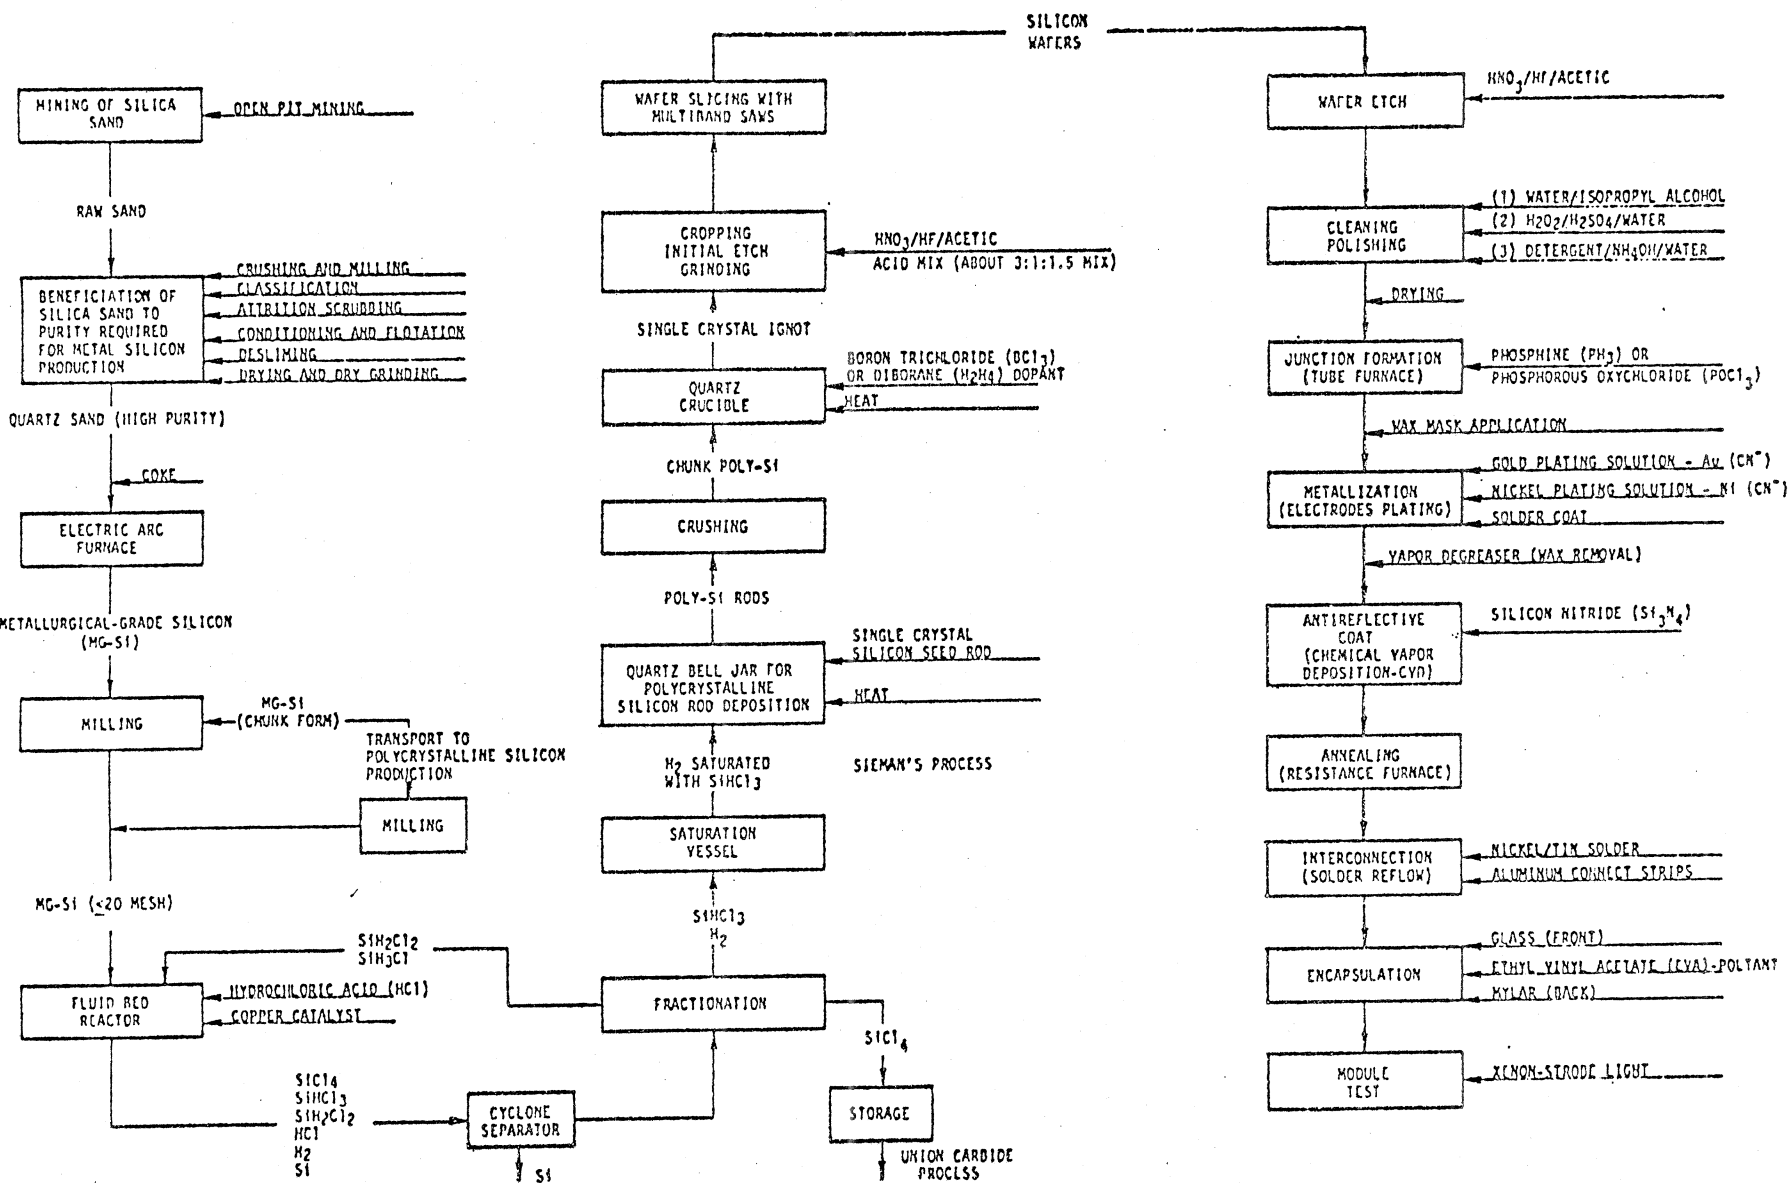 SILICON
WAFERS
MINING OF SILICA
SAND
OPEN PIT MINING
RAW SAND
BENEFICIATION OF
SILICA SAND TO
PURITY REQUIRED
FOR METAL SILICON
PRODUCTION
CRUSHING AND MILLING
CLASSIFICATION
ATTRITION SCRUBBING
CONDITIONING AND FLOTATION
DESLIMING
DRYING AND DRY GRINDING
QUARTZ SAND (HIGH PURITY)
COKE
ELECTRIC ARC
FURNACE
METALLURGICAL-GRADE SILICON
(MG-Si)
MILLING
MG-Si
(CHUNK FORM)
TRANSPORT TO
POLYCRYSTALLINE SILICON
PRODUCTION
MILLING
MG-Si (≤20 MESH)
SiH2Cl2
SiH3Cl
FLUID BED
REACTOR
HYDROCHLORIC ACID (HCl)
COPPER CATALYST
SiCl4
SiHCl3
SiH2Cl2
HCl
H2
Si
CYCLONE
SEPARATOR
Si
WAFER SLICING WITH
MULTIBAND SAWS
CROPPING
INITIAL ETCH
GRINDING
HNO3/HF/ACETIC
ACID MIX (ABOUT 3:1:1.5 MIX)
SINGLE CRYSTAL IGNOT
QUARTZ
CRUCIBLE
BORON TRICHLORIDE (BCl3)
OR DIBORANE (H2H4) DOPANT
HEAT
CHUNK POLY-Si
CRUSHING
POLY-Si RODS
QUARTZ BELL JAR FOR
POLYCRYSTALLINE
SILICON ROD DEPOSITION
SINGLE CRYSTAL
SILICON SEED ROD
HEAT
H2 SATURATED
WITH SiHCl3
SIEMAN'S PROCESS
SATURATION
VESSEL
SiHCl3
H2
FRACTIONATION
SiCl4
STORAGE
UNION CARBIDE
PROCESS
WAFER ETCH
HNO3/HF/ACETIC
CLEANING
POLISHING
(1) WATER/ISOPROPYL ALCOHOL
(2) H2O2/H2SO4/WATER
(3) DETERGENT/NH4OH/WATER
DRYING
JUNCTION FORMATION
(TUBE FURNACE)
PHOSPHINE (PH3) OR
PHOSPHOROUS OXYCHLORIDE (POCl3)
WAX MASK APPLICATION
METALLIZATION
(ELECTRODES PLATING)
GOLD PLATING SOLUTION - Au (CN-)
NICKEL PLATING SOLUTION - Ni (CN-)
SOLDER COAT
VAPOR DEGREASER (WAX REMOVAL)
ANTIREFLECTIVE
COAT
(CHEMICAL VAPOR
DEPOSITION-CVD)
SILICON NITRIDE (Si3N4)
ANNEALING
(RESISTANCE FURNACE)
INTERCONNECTION
(SOLDER REFLOW)
NICKEL/TIN SOLDER
ALUMINUM CONNECT STRIPS
ENCAPSULATION
GLASS (FRONT)
ETHYL VINYL ACETATE (EVA)-POLTANT
MYLAR (BACK)
MODULE
TEST
XENON-STROBE LIGHT